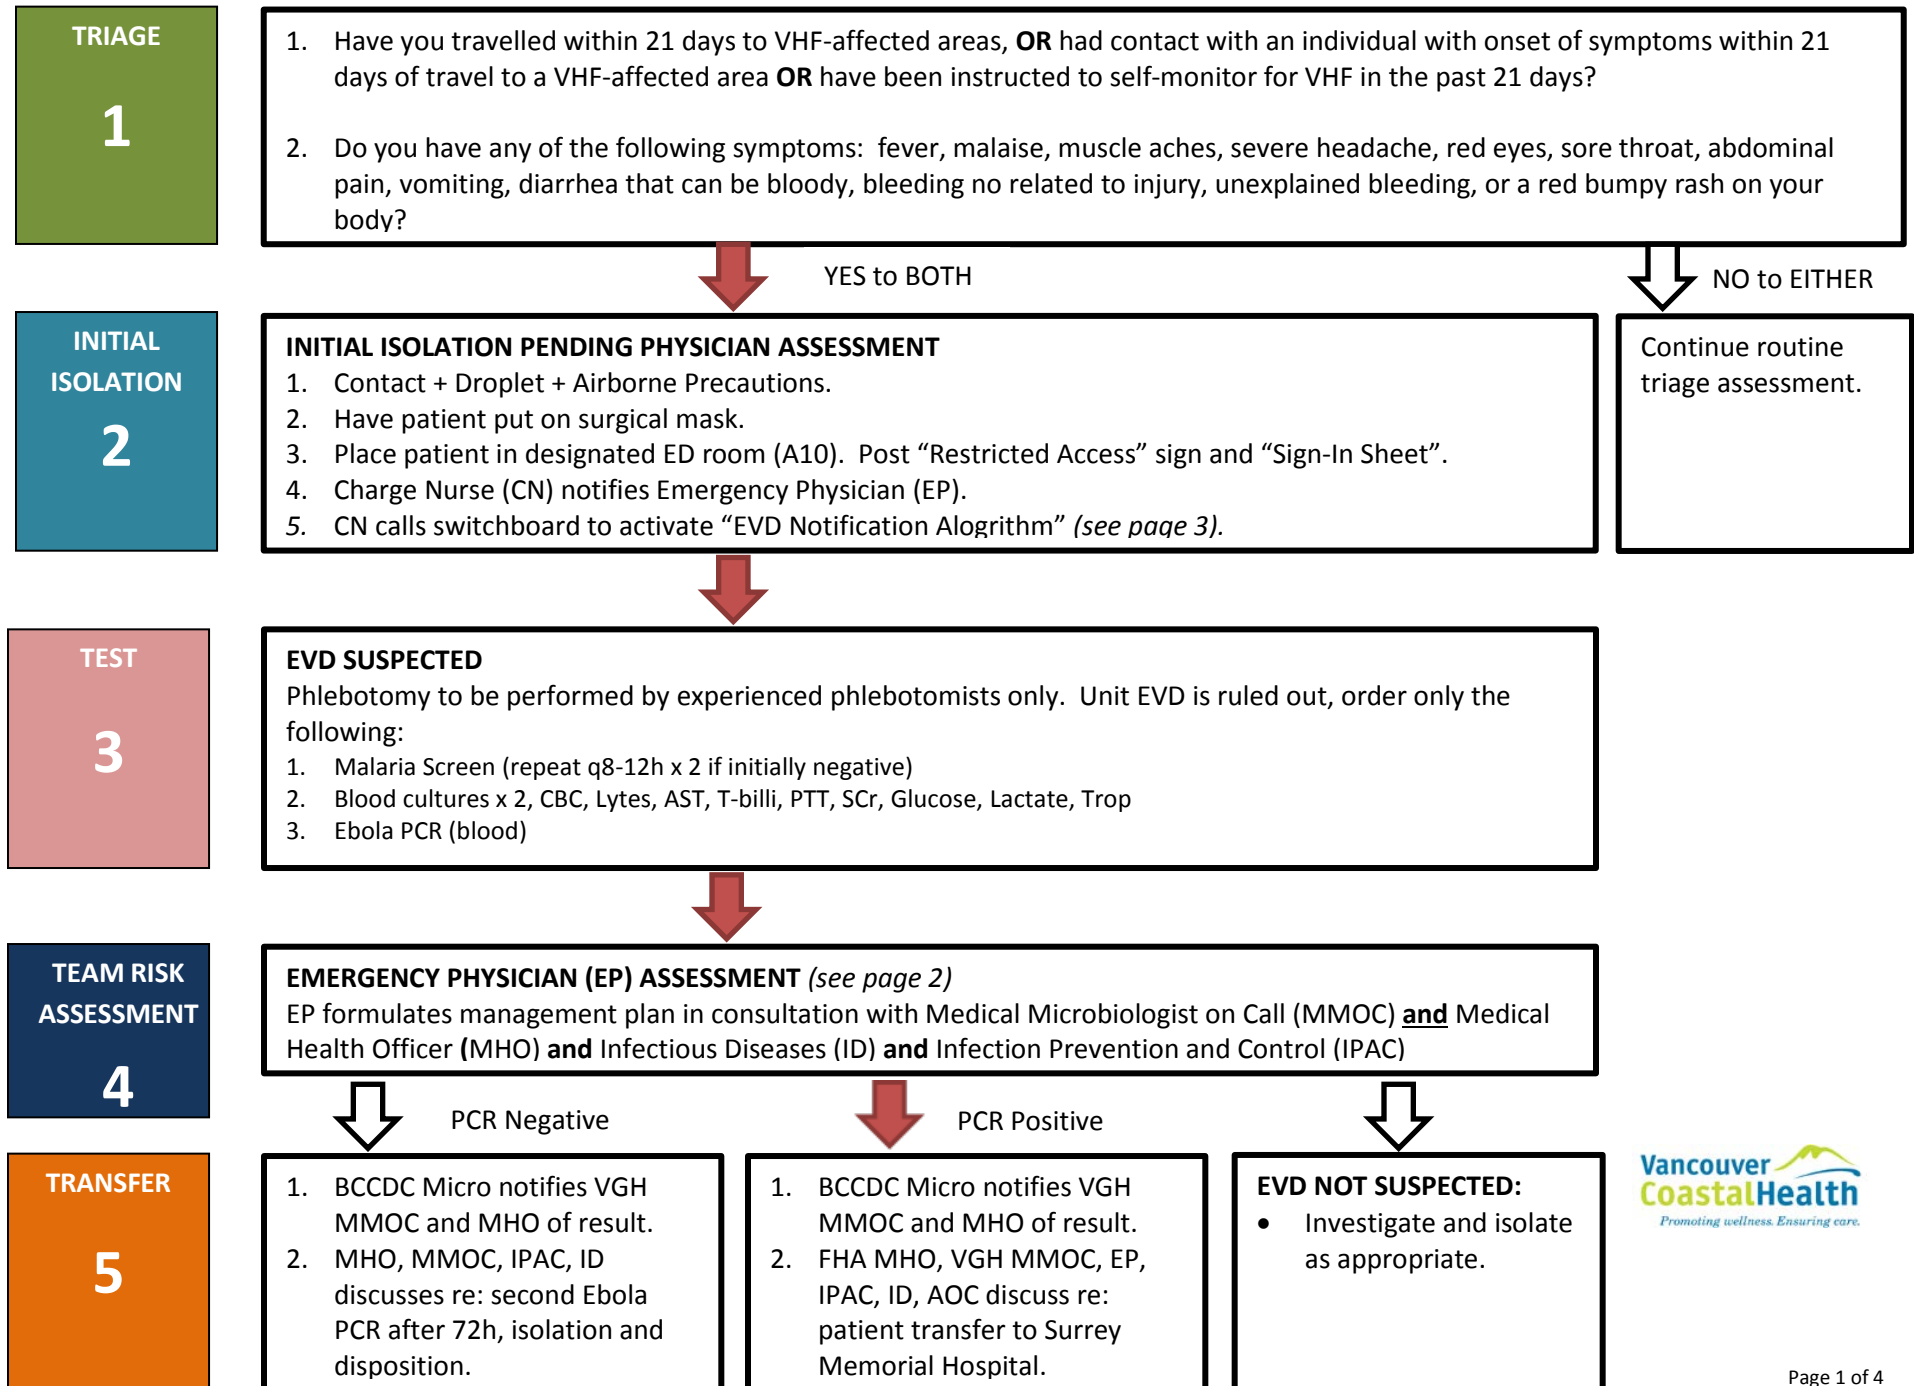 TRIAGE
1
1. Have you travelled within 21 days to VHF-affected areas, OR had contact with an individual with onset of symptoms within 21
days of travel to a VHF-affected area OR have been instructed to self-monitor for VHF in the past 21 days?
2. Do you have any of the following symptoms: fever, malaise, muscle aches, severe headache, red eyes, sore throat, abdominal
pain, vomiting, diarrhea that can be bloody, bleeding no related to injury, unexplained bleeding, or a red bumpy rash on your
body?
YES to BOTH
NO to EITHER
INITIAL
ISOLATION
2
INITIAL ISOLATION PENDING PHYSICIAN ASSESSMENT
1. Contact + Droplet + Airborne Precautions.
2. Have patient put on surgical mask.
3. Place patient in designated ED room (A10). Post “Restricted Access” sign and “Sign-In Sheet”.
4. Charge Nurse (CN) notifies Emergency Physician (EP).
5. CN calls switchboard to activate “EVD Notification Alogrithm” (see page 3).
Continue routine
triage assessment.
TEST
3
EVD SUSPECTED
Phlebotomy to be performed by experienced phlebotomists only. Unit EVD is ruled out, order only the
following:
1. Malaria Screen (repeat q8-12h x 2 if initially negative)
2. Blood cultures x 2, CBC, Lytes, AST, T-billi, PTT, SCr, Glucose, Lactate, Trop
3. Ebola PCR (blood)
TEAM RISK
ASSESSMENT
4
EMERGENCY PHYSICIAN (EP) ASSESSMENT (see page 2)
EP formulates management plan in consultation with Medical Microbiologist on Call (MMOC) and Medical
Health Officer (MHO) and Infectious Diseases (ID) and Infection Prevention and Control (IPAC)
PCR Negative
PCR Positive
TRANSFER
5
1. BCCDC Micro notifies VGH
MMOC and MHO of result.
2. MHO, MMOC, IPAC, ID
discusses re: second Ebola
PCR after 72h, isolation and
disposition.
1. BCCDC Micro notifies VGH
MMOC and MHO of result.
2. FHA MHO, VGH MMOC, EP,
IPAC, ID, AOC discuss re:
patient transfer to Surrey
Memorial Hospital.
EVD NOT SUSPECTED:
• Investigate and isolate
as appropriate.
Vancouver
CoastalHealth
Promoting wellness. Ensuring care.
Page 1 of 4